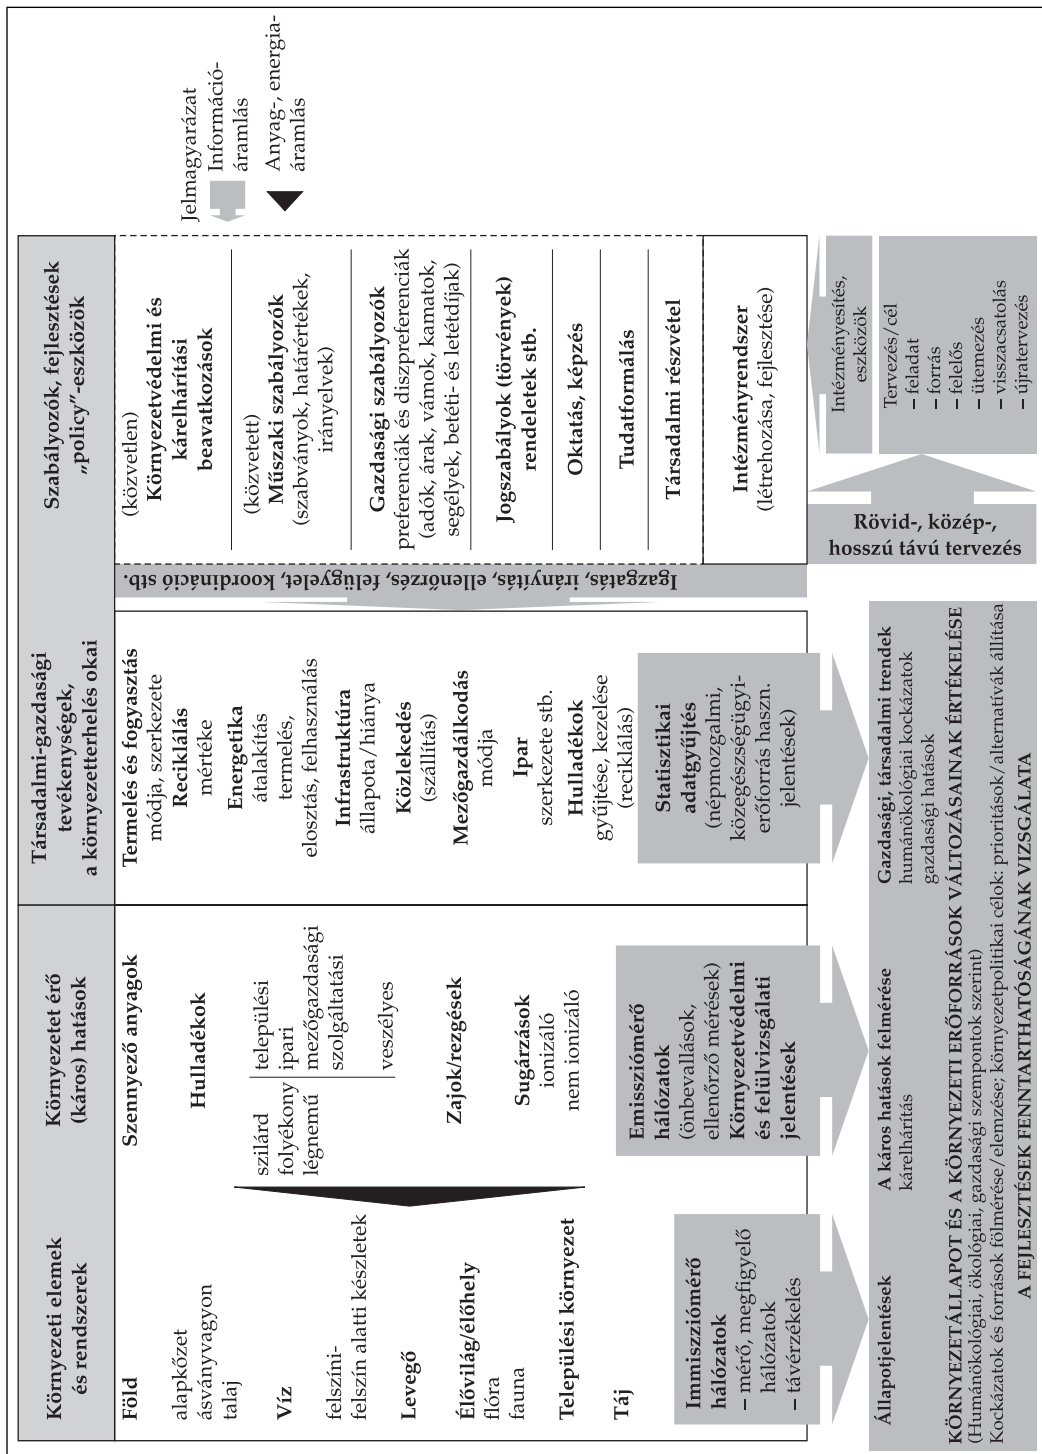 Környezeti elemek
és rendszerek
Környezetet érő
(káros) hatások
Társadalmi-gazdasági
tevékenységek,
a környezetterhelés okai
Szabályozók, fejlesztések
„policy”-eszközök
Föld
alapkőzet
ásványvagyon
talaj
Víz
felszíni-
felszín alatti készletek
Levegő
Élővilág/élőhely
flóra
fauna
Települési környezet
Táj
Immisziómérő
hálózatok
– mérő, megfigyelő
hálózatok
– távérzékelés
Szennyező anyagok
Hulladékok
szilárd
folyékony
légnemű
települési
ipari
mezőgazdasági
szolgáltatási
veszélyes
Zajok/rezgések
Sugárzások
ionizáló
nem ionizáló
Emissziómérő
hálózatok
(önbevallások,
ellenőrző mérések)
Környezetvédelmi
és felülvizsgálati
jelentések
Termelés és fogyasztás
módja, szerkezete
Reciklálás
mértéke
Energetika
átalakítás
termelés,
elosztás, felhasználás
Infrastruktúra
állapota/hiánya
Közlekedés
(szállítás)
Mezőgazdálkodás
módja
Ipar
szerkezete stb.
Hulladékok
gyűjtése, kezelése
(reciklálás)
Statisztikai
adatgyűjtés
(népmozgalmi,
közegészségügyi-
erőforrás haszn.
jelentések)
Igazgatás, irányítás, ellenőrzés, felügyelet, koordináció stb.
(közvetlen)
Környezetvédelmi és
kárelhárítási
beavatkozások
(közvetett)
Műszaki szabályozók
(szabványok, határértékek,
irányelvek)
Gazdasági szabályozók
preferenciák és diszpreferenciák
(adók, árak, vámok, kamatok,
segélyek, betéti- és letétdíjak)
Jogszabályok (törvények)
rendeletek stb.
Oktatás, képzés
Tudatformálás
Társadalmi részvétel
Intézményrendszer
(létrehozása, fejlesztése)
Jelmagyarázat
Információ-
áramlás
Anyag-, energia-
áramlás
Intézményesítés,
eszközök
Tervezés/cél
– feladat
– forrás
– felelős
– ütemezés
– visszacsatolás
– újratervezés
Rövid-, közép-,
hosszú távú tervezés
Állapotjelentések
A káros hatások felmérése
kárelhárítás
Gazdasági, társadalmi trendek
humánökológiai kockázatok
gazdasági hatások
KÖRNYEZETÁLLAPOT ÉS A KÖRNYEZETI ERŐFORRÁSOK VÁLTOZÁSAINAK ÉRTÉKELÉSE
(Humánökológiai, ökológiai, gazdasági szempontok szerint)
Kockázatok és források fölmérése/elemzése; környezetpolitikai célok: prioritások/alternatívák állítása
A FEJLESZTÉSEK FENNTARTHATÓSÁGÁNAK VIZSGÁLATA